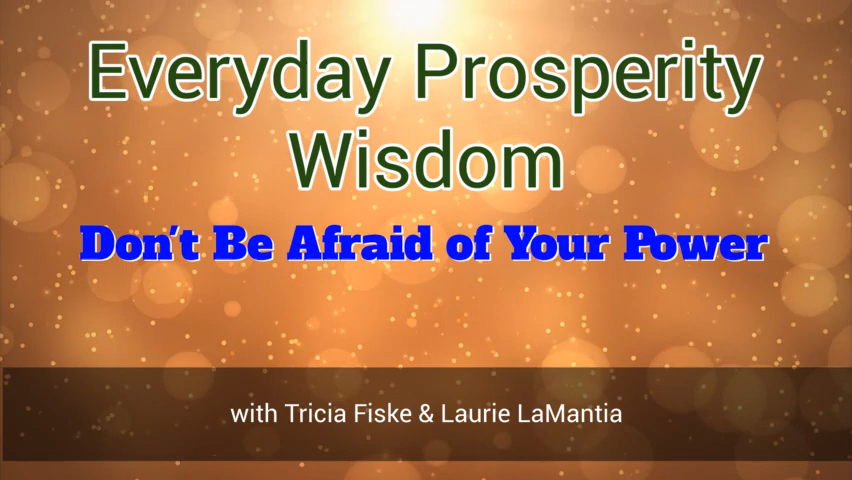 Everyday Prosperity
Wisdom
Don't Be Afraid of Your Power
with Tricia Fiske & Laurie LaMantia